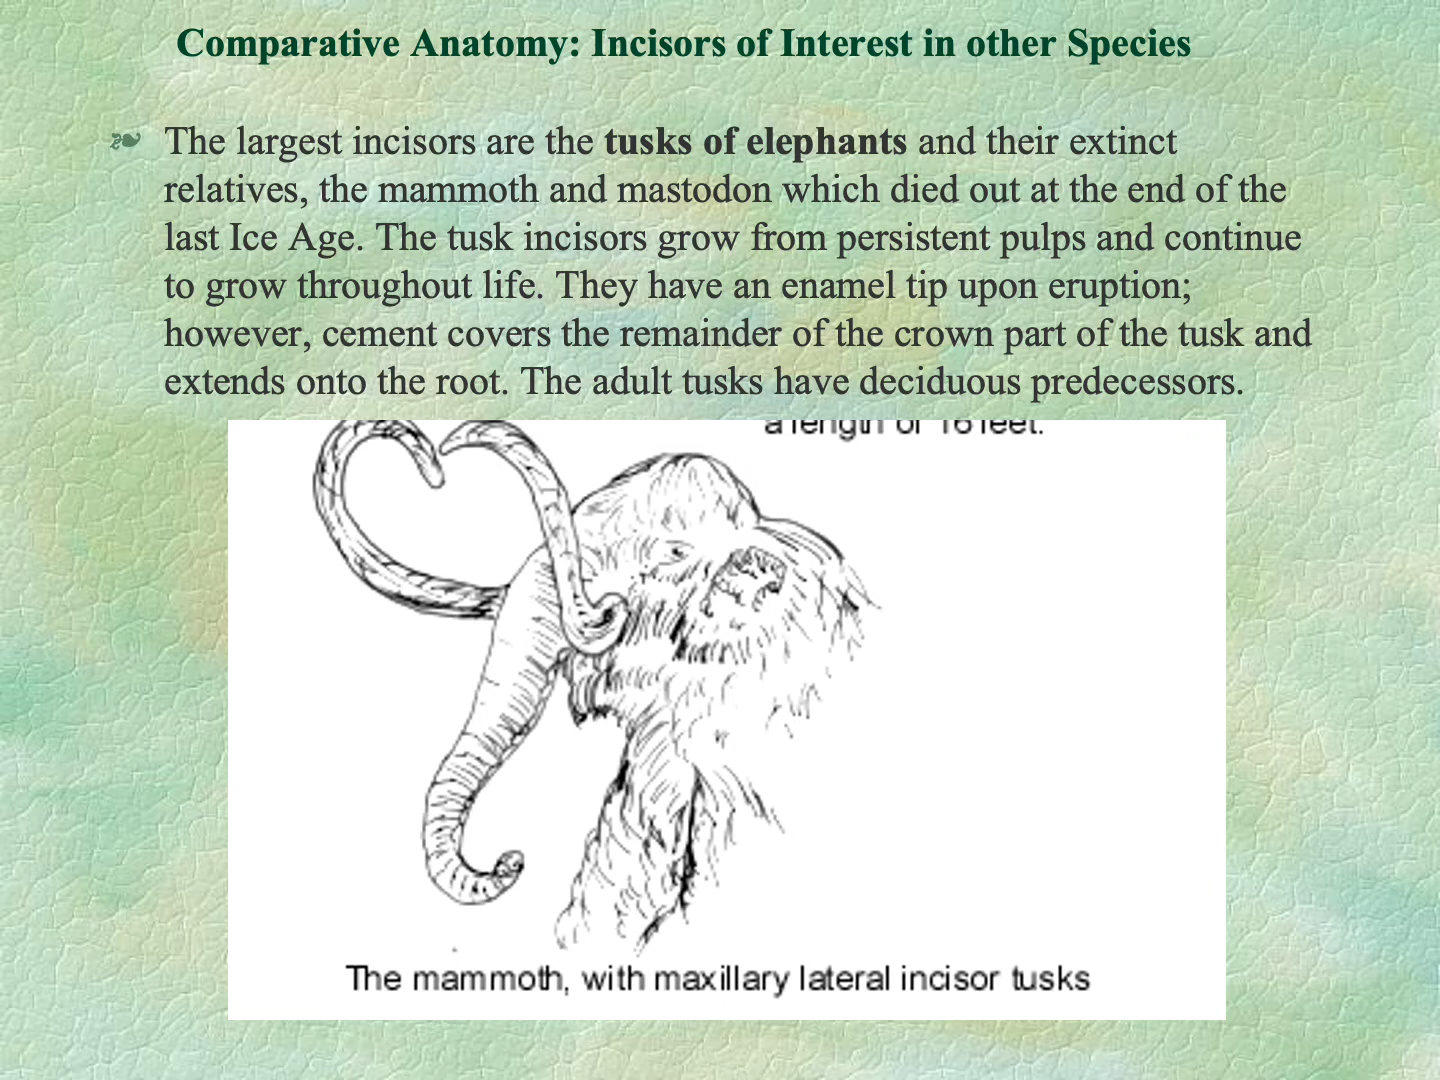 Comparative Anatomy: Incisors of Interest in other Species
The largest incisors are the tusks of elephants and their extinct
relatives, the mammoth and mastodon which died out at the end of the
last Ice Age. The tusk incisors grow from persistent pulps and continue
to grow throughout life. They have an enamel tip upon eruption;
however, cement covers the remainder of the crown part of the tusk and
extends onto the root. The adult tusks have deciduous predecessors.
a length of 16 feet.
The mammoth, with maxillary lateral incisor tusks